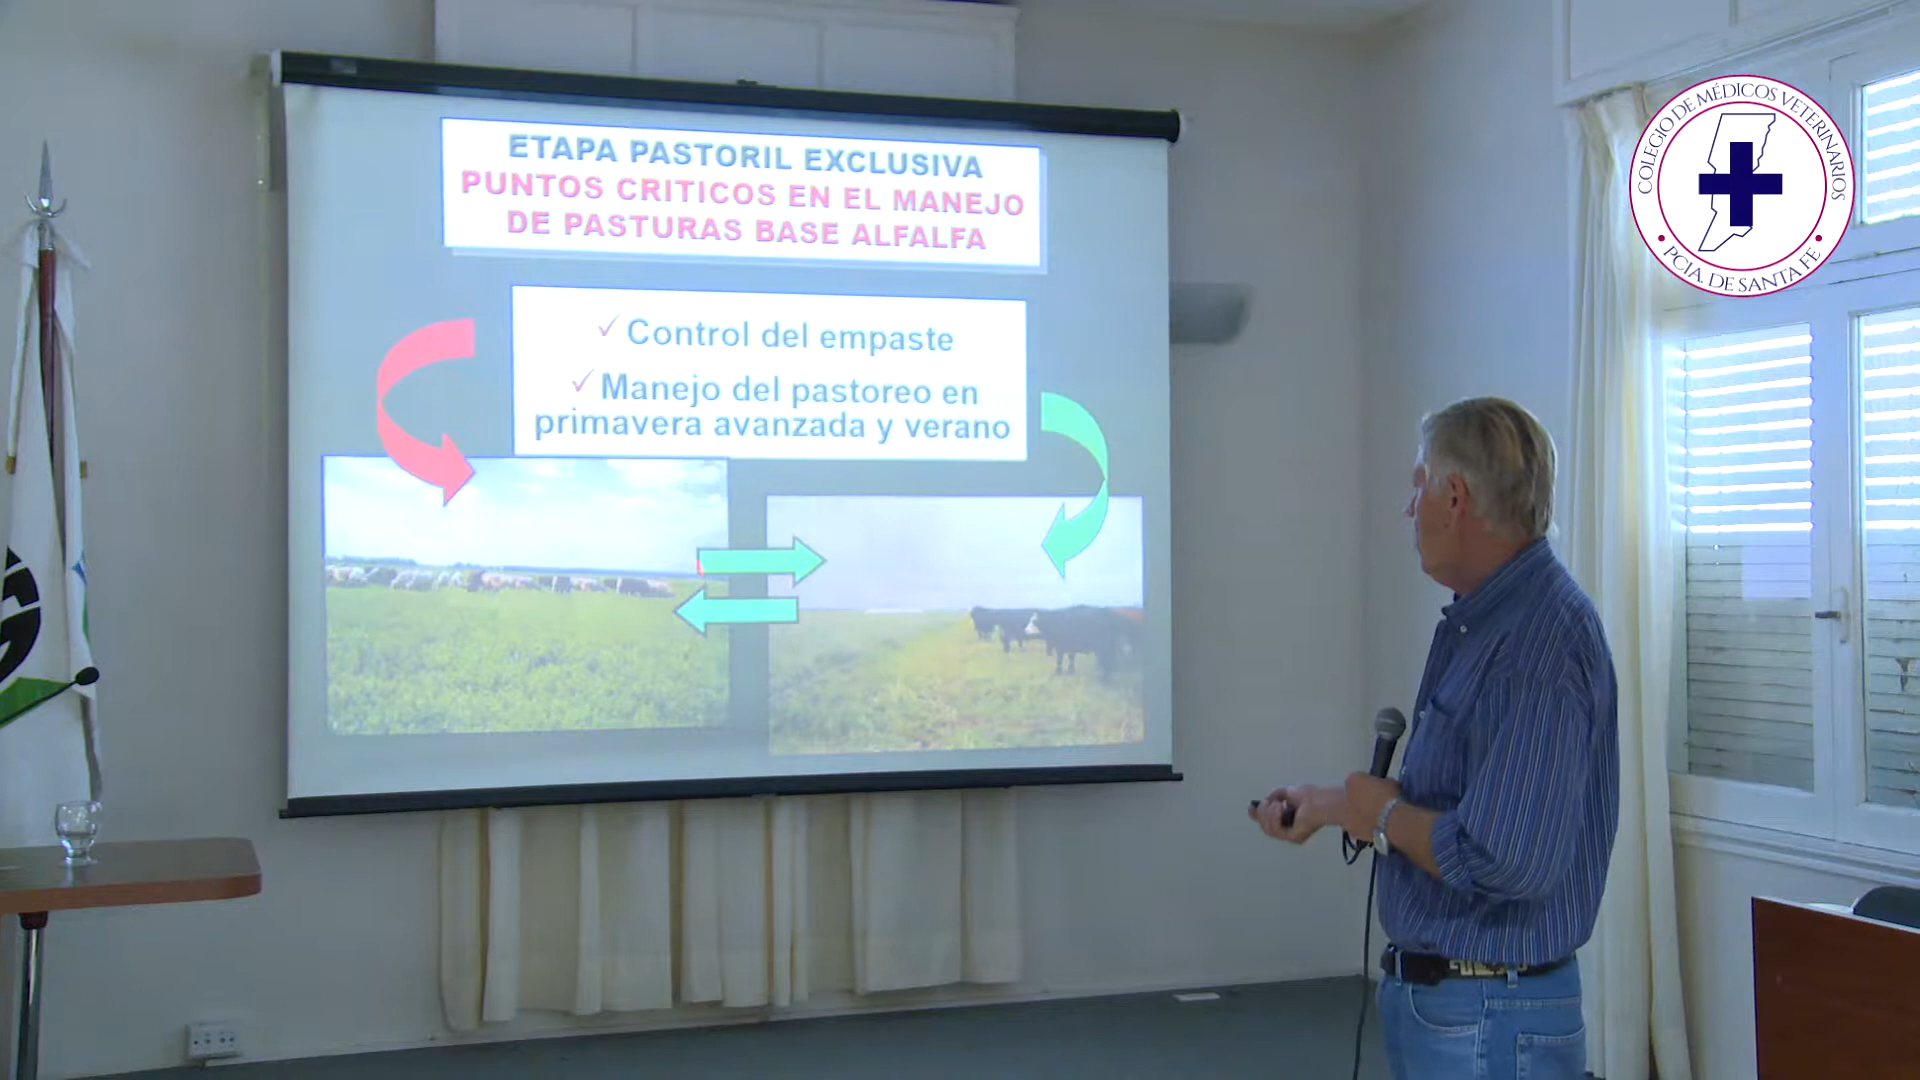 ETAPA PASTORIL EXCLUSIVA
PUNTOS CRITICOS EN EL MANEJO
DE PASTURAS BASE ALFALFA
✓Control del empaste
✓Manejo del pastoreo en
primavera avanzada y verano
COLEGIO DE MÉDICOS VETERINARIOS
• PCIA. DE SANTA FE •